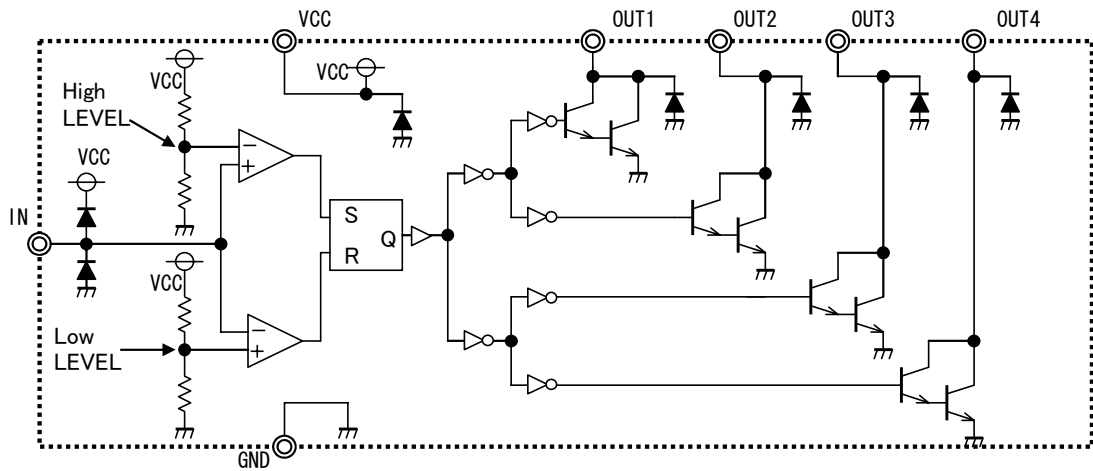 VCC
OUT1
OUT2
OUT3
OUT4
VCC
VCC
High
LEVEL
VCC
−
+
IN
S
R
Q
VCC
−
+
Low
LEVEL
GND